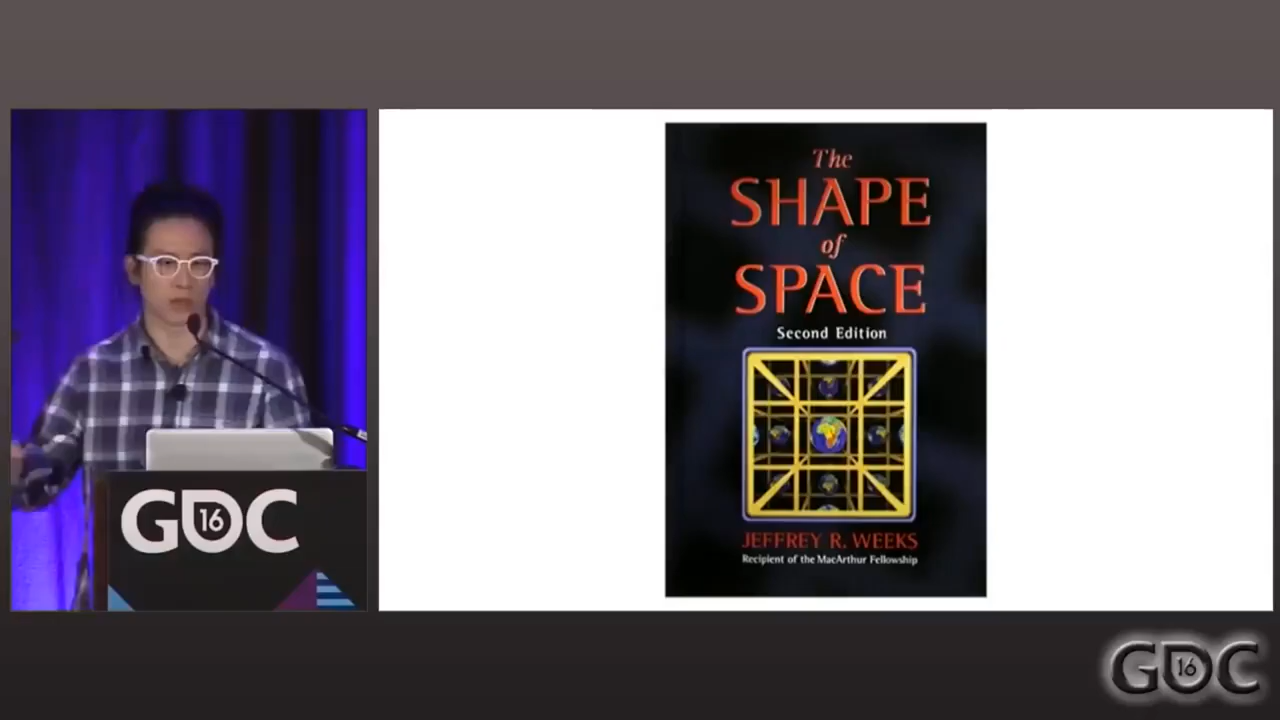 The
SHAPE
of
SPACE
Second Edition
JEFFREY R. WEEKS
Recipient of the MacArthur Fellowship
GDC
16
GDC
16